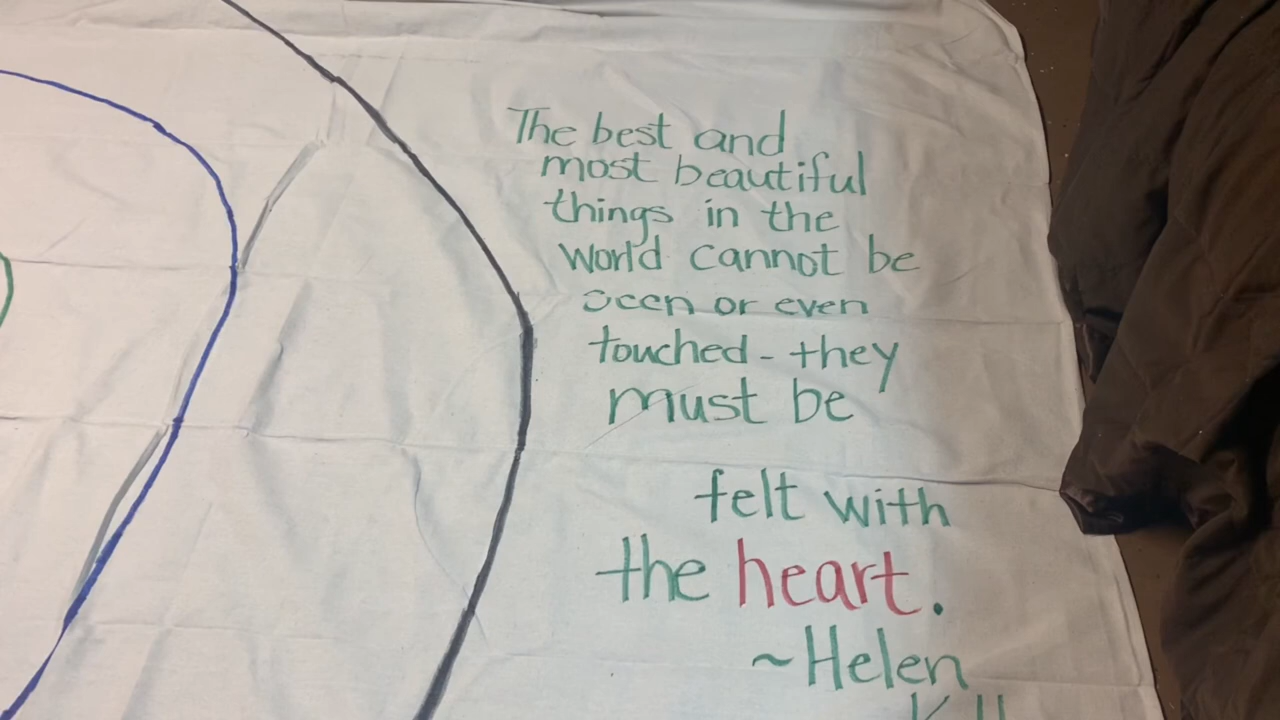 The best and
most beautiful
things in the
world cannot be
seen or even
touched - they
must be
felt with
the heart.
~Helen